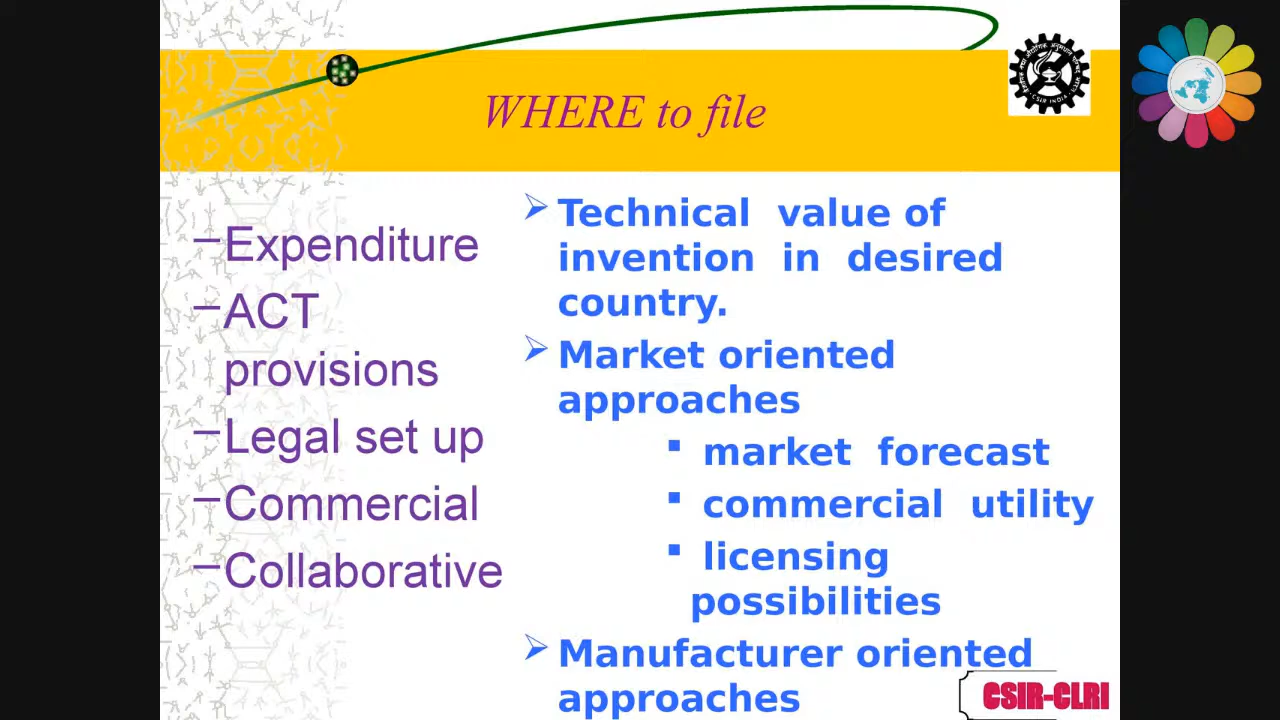 WHERE to file
–Expenditure
–ACT
provisions
–Legal set up
–Commercial
–Collaborative
➢ Technical value of
invention in desired
country.
➢ Market oriented
approaches
▪ market forecast
▪ commercial utility
▪ licensing
possibilities
➢ Manufacturer oriented
approaches
CSIR-CLRI